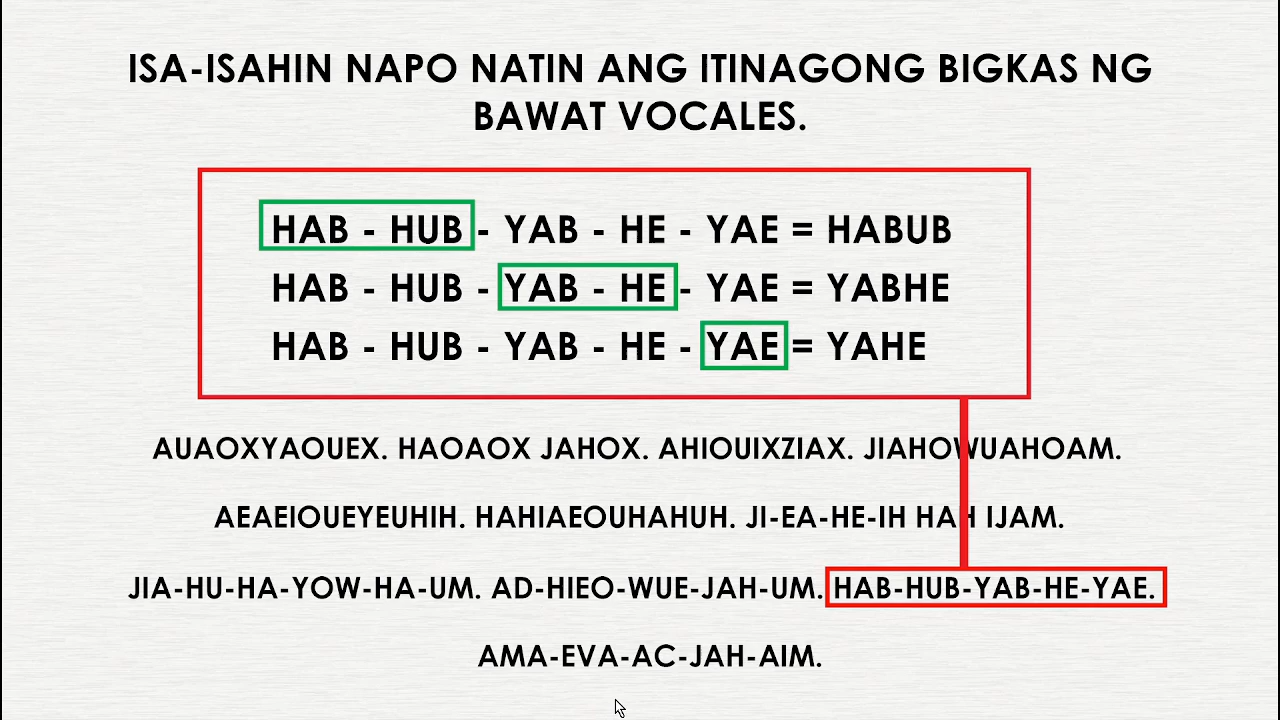 ISA-ISAHIN NAPO NATIN ANG ITINAGONG BIGKAS NG
BAWAT VOCALES.
HAB - HUB - YAB - HE - YAE = HABUB
HAB - HUB - YAB - HE - YAE = YABHE
HAB - HUB - YAB - HE - YAE = YAHE
AUAOXYAOUEX. HAOAOX JAHOX. AHIOUIXZIAX. JIAHOWUAHOAM.
AEAEIOUEYEUHIH. HAHIAEOUHAHUH. JI-EA-HE-IH HAH IJAM.
JIA-HU-HA-YOW-HA-UM. AD-HIEO-WUE-JAH-UM. HAB-HUB-YAB-HE-YAE.
AMA-EVA-AC-JAH-AIM.